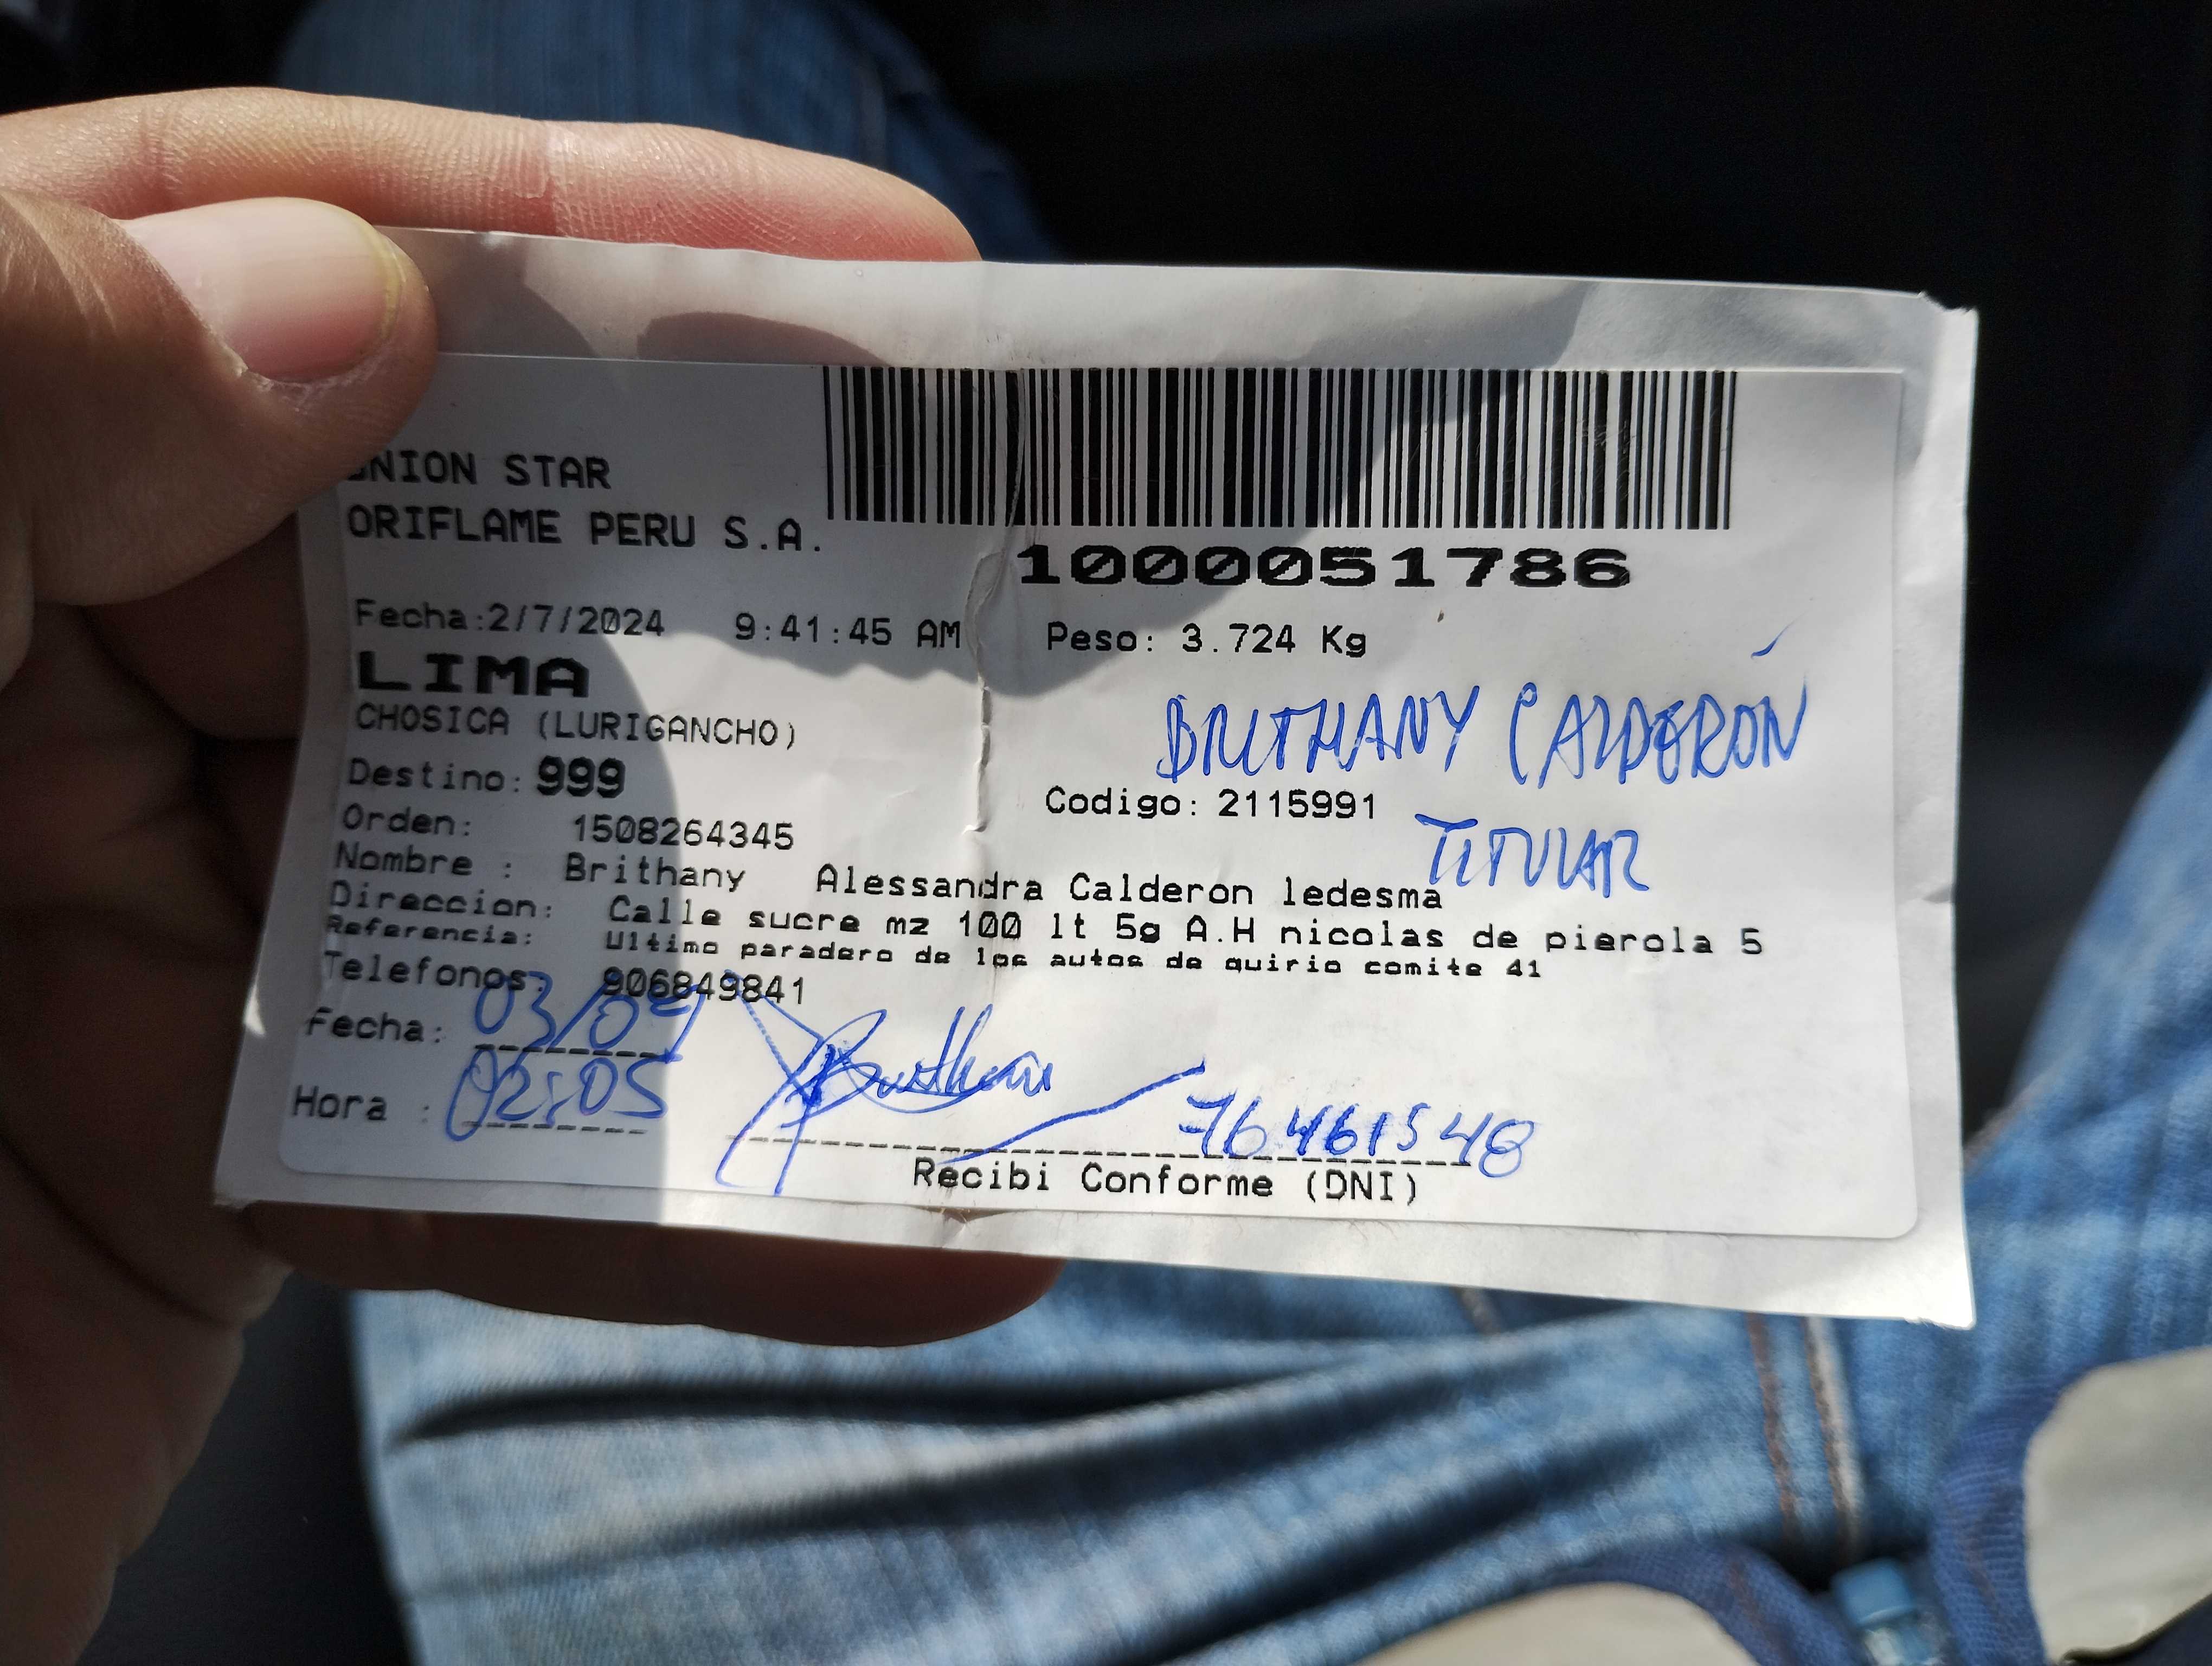 UNION STAR
ORIFLAME PERU S.A.
1000051786
Fecha:2/7/2024 9:41:45 AM Peso: 3.724 Kg
LIMA
CHOSICA (LURIGANCHO)
BRITHANY CALDERÓN
Destino: 999
Codigo: 2115991
TITULAR
Orden: 1508264345
Nombre : Brithany Alessandra Calderon ledesma
Direccion: Calle sucre mz 100 lt 5g A.H nicolas de pierola 5
Referencia: Ultimo paradero de los autos de quirio comite 41
Telefonos: 906849841
Fecha: 03/07
Hora : 02:05
76461548
Recibi Conforme (DNI)